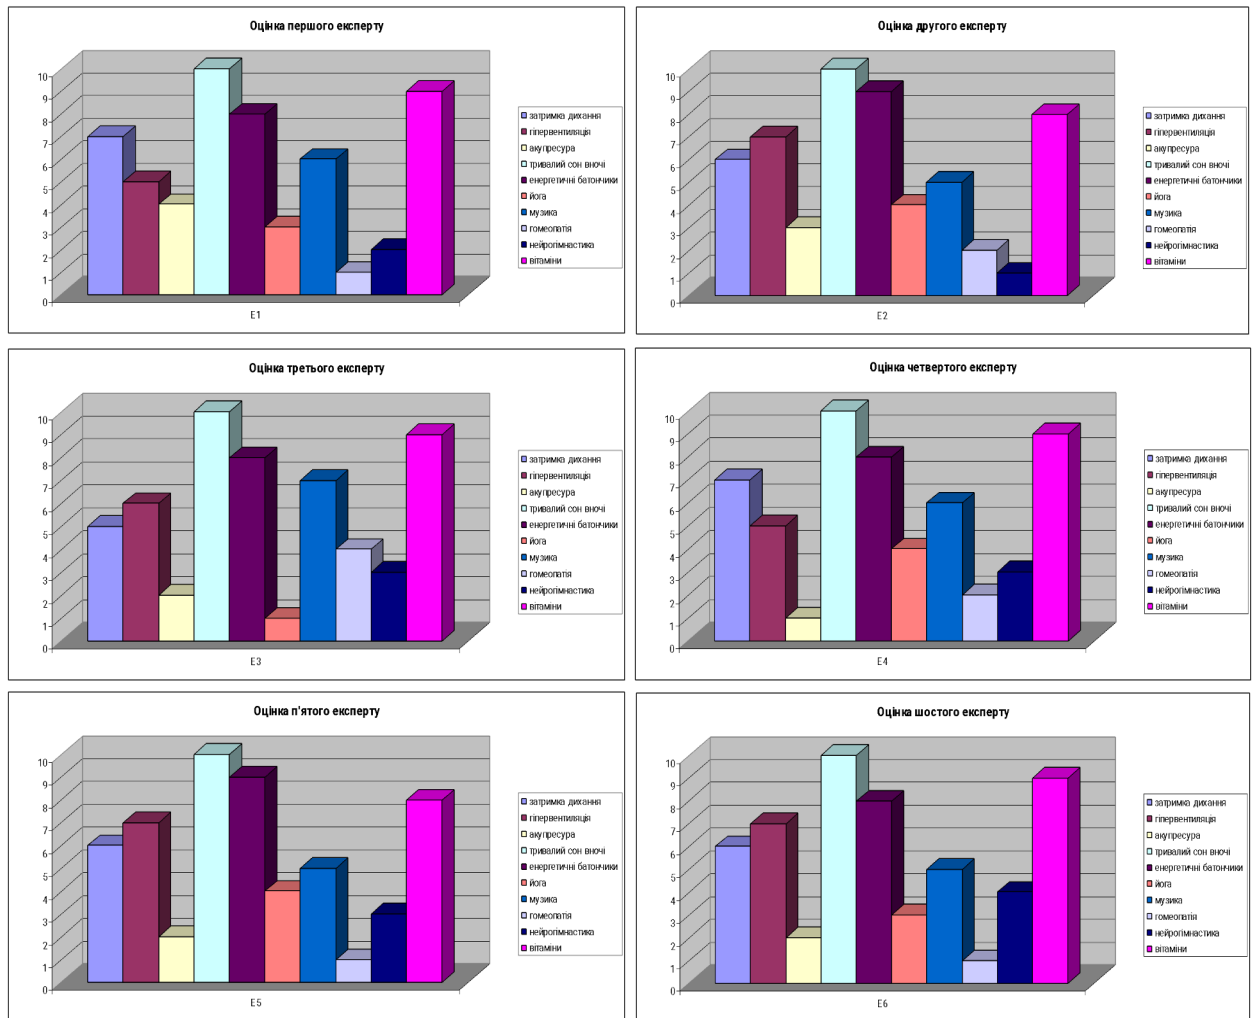 Оцінка першого експерту
10
9
8
7
6
5
4
3
2
1
0
E1
затримка дихання
гіпервентиляція
акупресура
тривалий сон вночі
енергетичні батончики
йога
музика
гомеопатія
нейрогімнастика
вітаміни
Оцінка другого експерту
10
9
8
7
6
5
4
3
2
1
0
E2
затримка дихання
гіпервентиляція
акупресура
тривалий сон вночі
енергетичні батончики
йога
музика
гомеопатія
нейрогімнастика
вітаміни
Оцінка третього експерту
10
9
8
7
6
5
4
3
2
1
0
E3
затримка дихання
гіпервентиляція
акупресура
тривалий сон вночі
енергетичні батончики
йога
музика
гомеопатія
нейрогімнастика
вітаміни
Оцінка четвертого експерту
10
9
8
7
6
5
4
3
2
1
0
E4
затримка дихання
гіпервентиляція
акупресура
тривалий сон вночі
енергетичні батончики
йога
музика
гомеопатія
нейрогімнастика
вітаміни
Оцінка п'ятого експерту
10
9
8
7
6
5
4
3
2
1
0
E5
затримка дихання
гіпервентиляція
акупресура
тривалий сон вночі
енергетичні батончики
йога
музика
гомеопатія
нейрогімнастика
вітаміни
Оцінка шостого експерту
10
9
8
7
6
5
4
3
2
1
0
E6
затримка дихання
гіпервентиляція
акупресура
тривалий сон вночі
енергетичні батончики
йога
музика
гомеопатія
нейрогімнастика
вітаміни